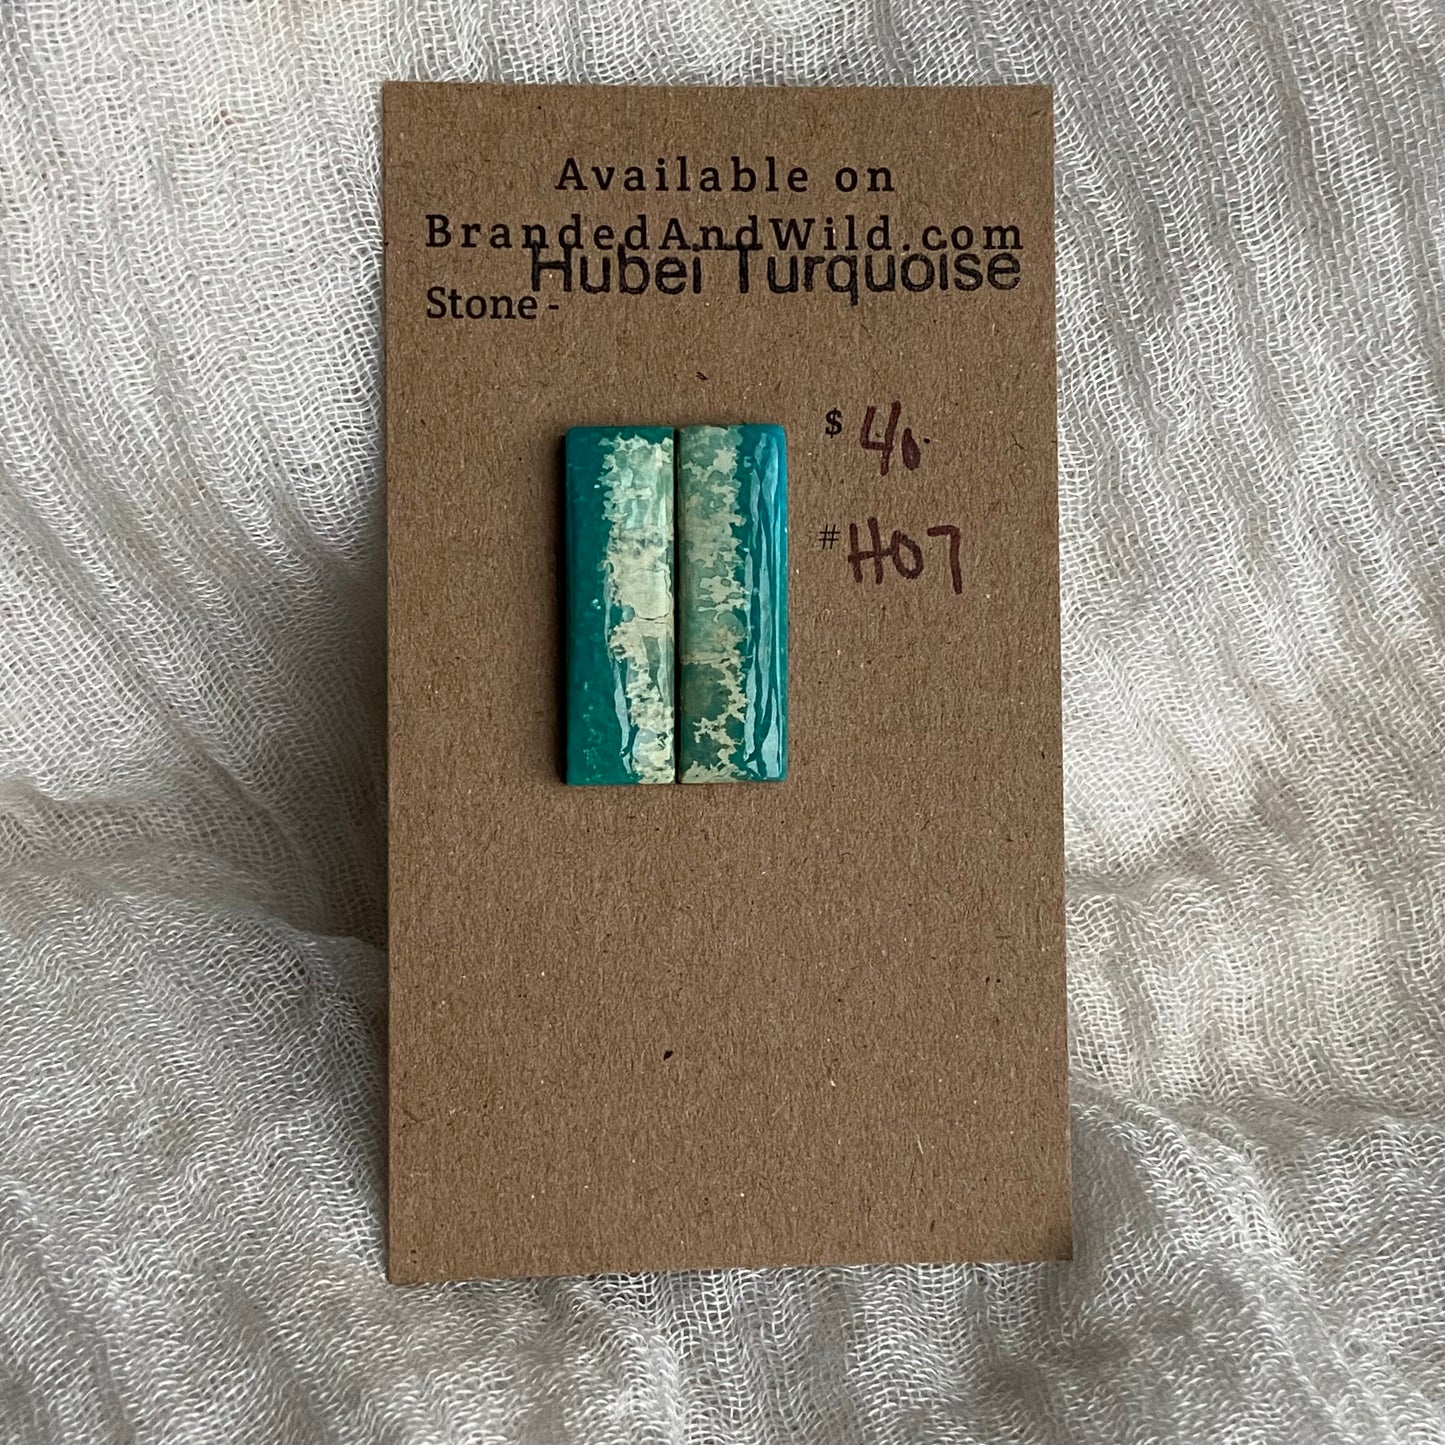 Available on
BrandedAndWild.com
Hubei Turquoise
Stone -
$ 40.
# H07